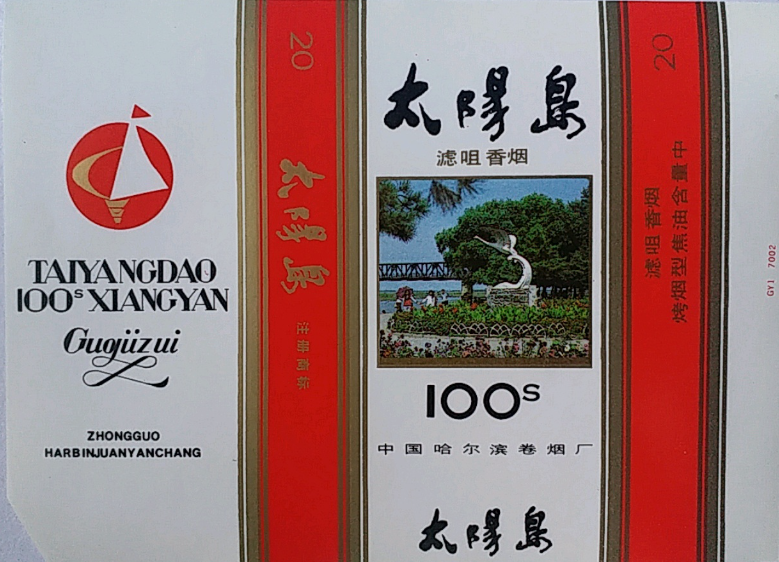 TAIYANGDAO
100S XIANGYAN
Guojüzui
ZHONGGUO
HARBINJUANYANCHANG
20
太陽島
注册商标
太陽島
滤咀香烟
100S
中国哈尔滨卷烟厂
太陽島
20
滤咀香烟
烤烟型焦油含量中
GY1 7002